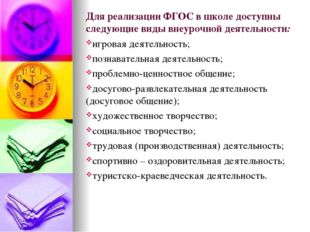 Для реализации ФГОС в школе доступны
следующие виды внеурочной деятельности:
игровая деятельность;
познавательная деятельность;
проблемно-ценностное общение;
досугово-развлекательная деятельность
(досуговое общение);
художественное творчество;
социальное творчество;
трудовая (производственная) деятельность;
спортивно – оздоровительная деятельность;
туристско-краеведческая деятельность.